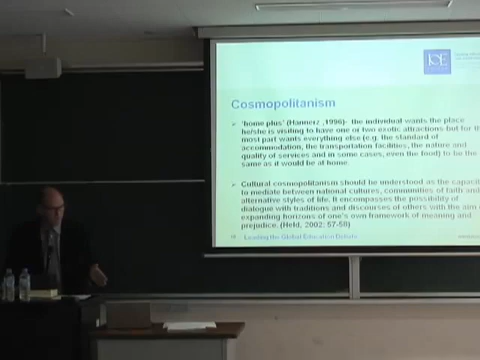 IOE
Cosmopolitanism
➢ 'home plus' (Hannerz ,1996)- the individual wants the place
he/she is visiting to have one or two exotic attractions but for the
most part wants everything else (e.g. the standard of
accommodation, the transportation facilities, the nature and
quality of services and in some cases, even the food) to be the
same as it would be at home.
➢ Cultural cosmopolitanism should be understood as the capacity
to mediate between national cultures, communities of faith and
alternative styles of life. It encompasses the possibility of
dialogue with traditions and discourses of others with the aim of
expanding horizons of one's own framework of meaning and
prejudice. (Held, 2002: 57-58)
Leading the Global Education Debate